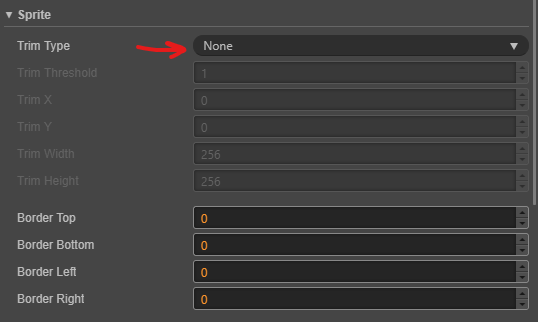 Sprite
Trim Type None
Trim Threshold 1
Trim X 0
Trim Y 0
Trim Width 256
Trim Height 256
Border Top 0
Border Bottom 0
Border Left 0
Border Right 0